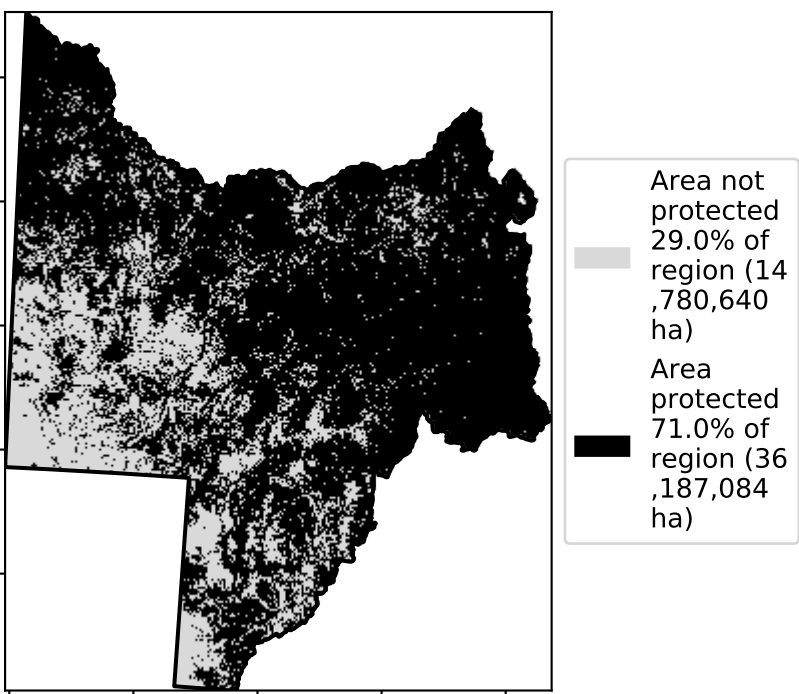 Area not
protected
29.0% of
region (14
,780,640
ha)
Area
protected
71.0% of
region (36
,187,084
ha)